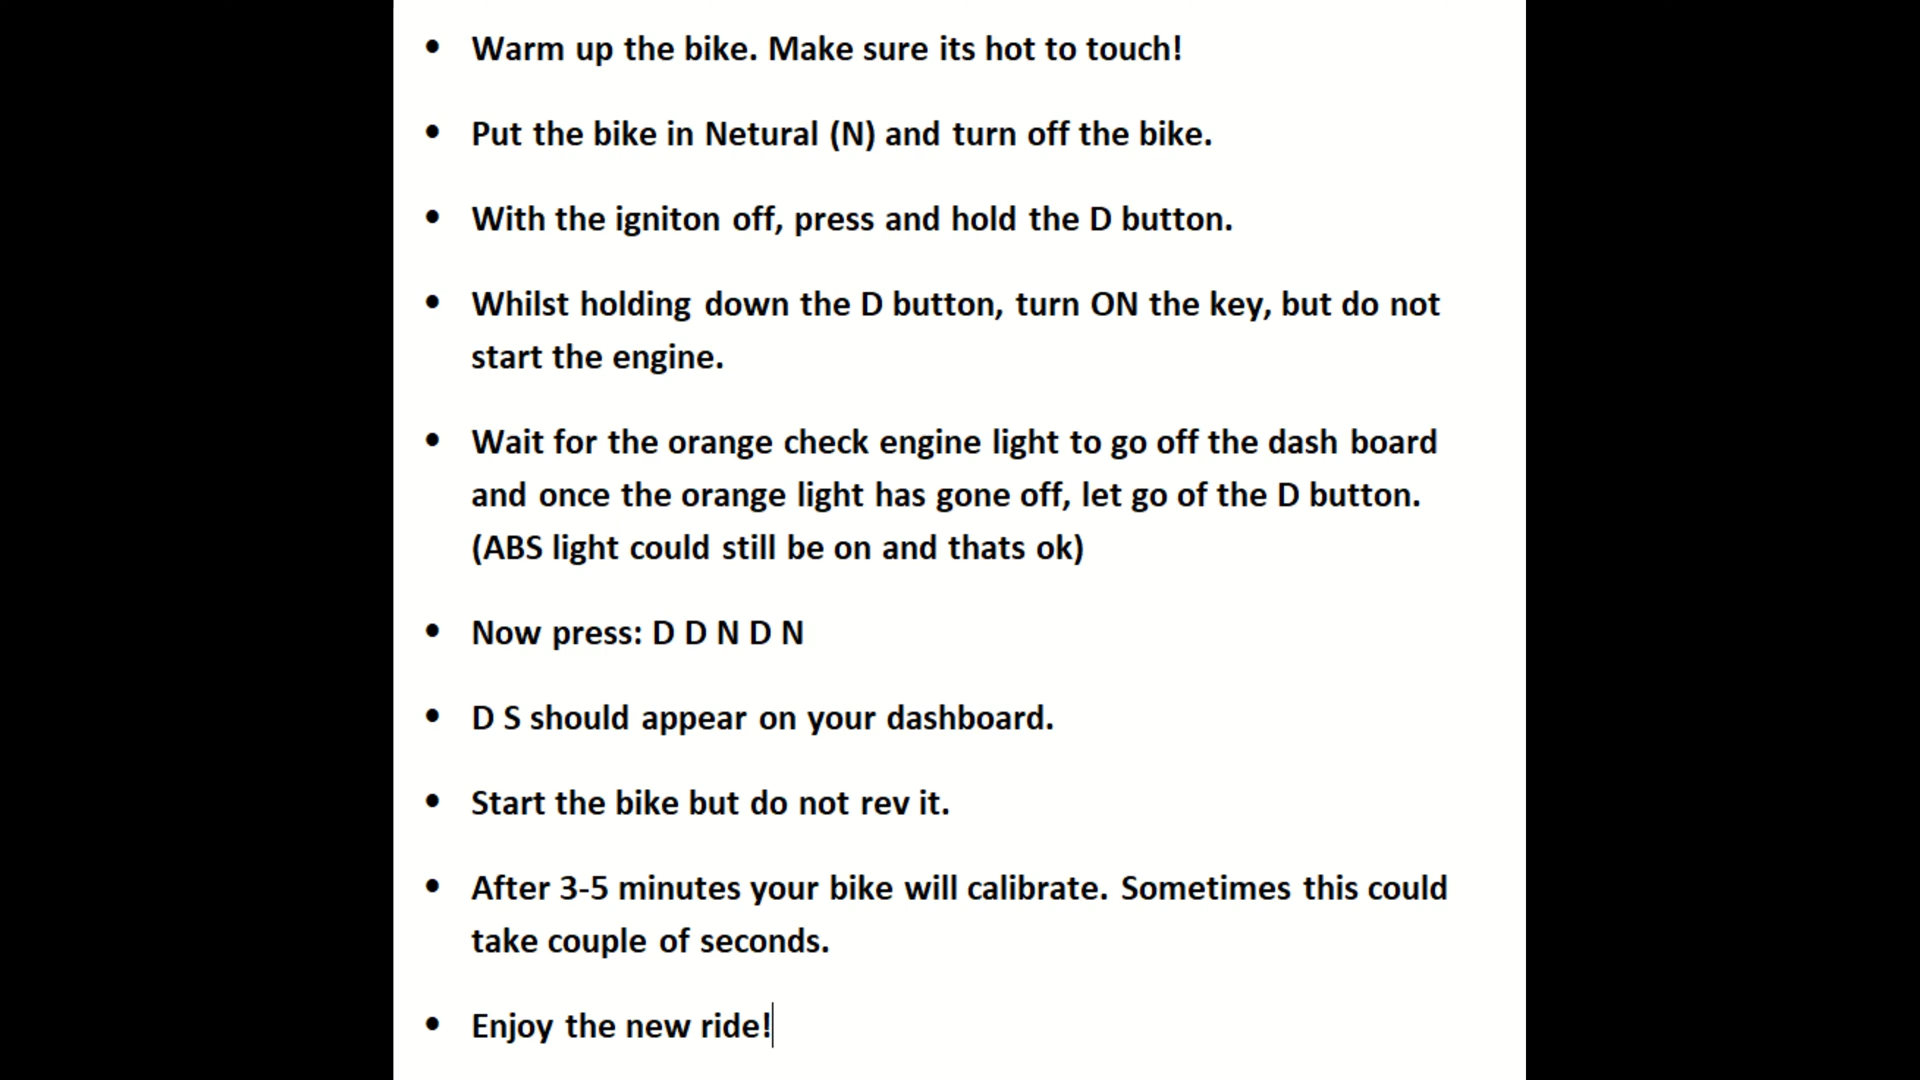 • Warm up the bike. Make sure its hot to touch!
• Put the bike in Netural (N) and turn off the bike.
• With the igniton off, press and hold the D button.
• Whilst holding down the D button, turn ON the key, but do not
start the engine.
• Wait for the orange check engine light to go off the dash board
and once the orange light has gone off, let go of the D button.
(ABS light could still be on and thats ok)
• Now press: D D N D N
• D S should appear on your dashboard.
• Start the bike but do not rev it.
• After 3-5 minutes your bike will calibrate. Sometimes this could
take couple of seconds.
• Enjoy the new ride!